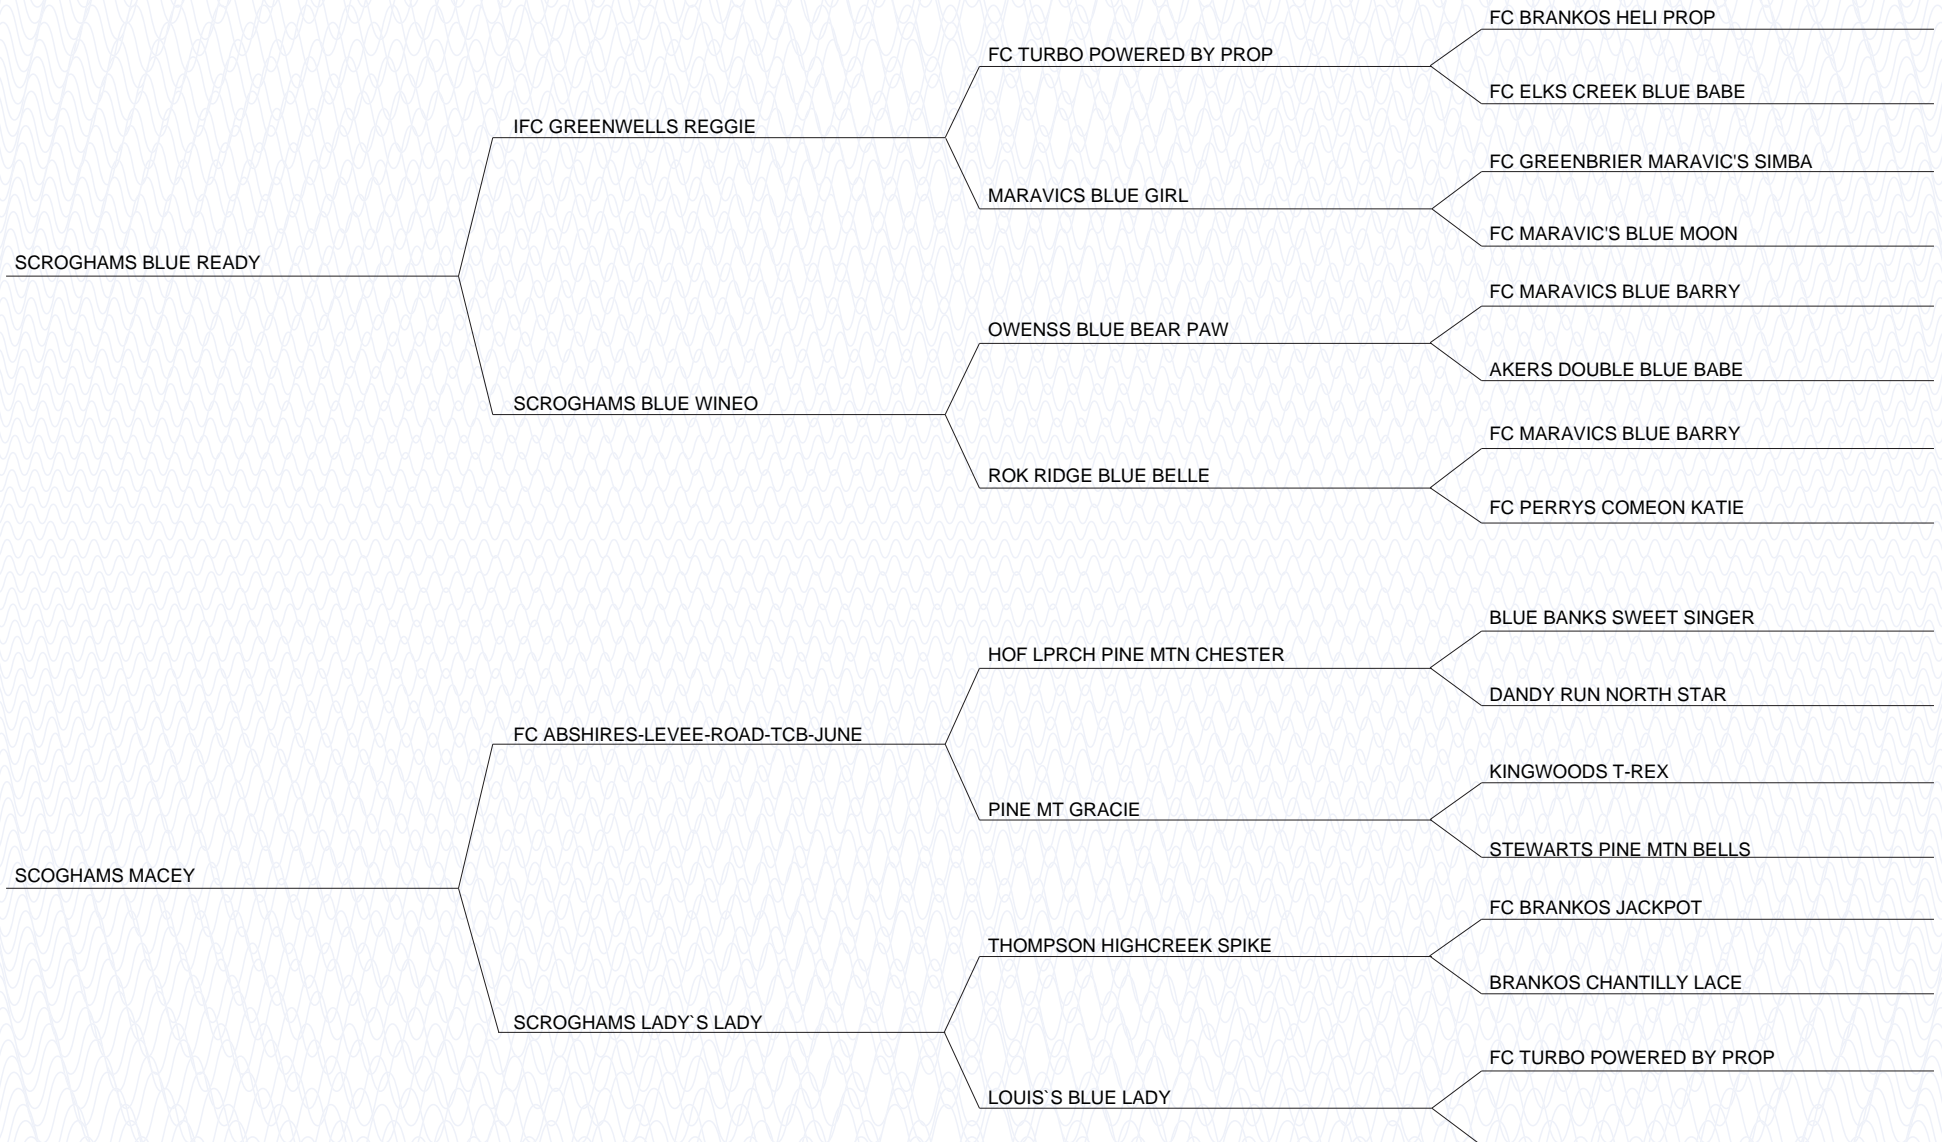 FC BRANKOS HELI PROP
FC TURBO POWERED BY PROP
FC ELKS CREEK BLUE BABE
IFC GREENWELLS REGGIE
FC GREENBRIER MARAVIC'S SIMBA
MARAVICS BLUE GIRL
FC MARAVIC'S BLUE MOON
SCROGHAMS BLUE READY
FC MARAVICS BLUE BARRY
OWENSS BLUE BEAR PAW
AKERS DOUBLE BLUE BABE
SCROGHAMS BLUE WINEO
FC MARAVICS BLUE BARRY
ROK RIDGE BLUE BELLE
FC PERRYS COMEON KATIE
BLUE BANKS SWEET SINGER
HOF LPRCH PINE MTN CHESTER
DANDY RUN NORTH STAR
FC ABSHIRES-LEVEE-ROAD-TCB-JUNE
KINGWOODS T-REX
PINE MT GRACIE
STEWARTS PINE MTN BELLS
SCOGHAMS MACEY
FC BRANKOS JACKPOT
THOMPSON HIGHCREEK SPIKE
BRANKOS CHANTILLY LACE
SCROGHAMS LADY`S LADY
FC TURBO POWERED BY PROP
LOUIS`S BLUE LADY